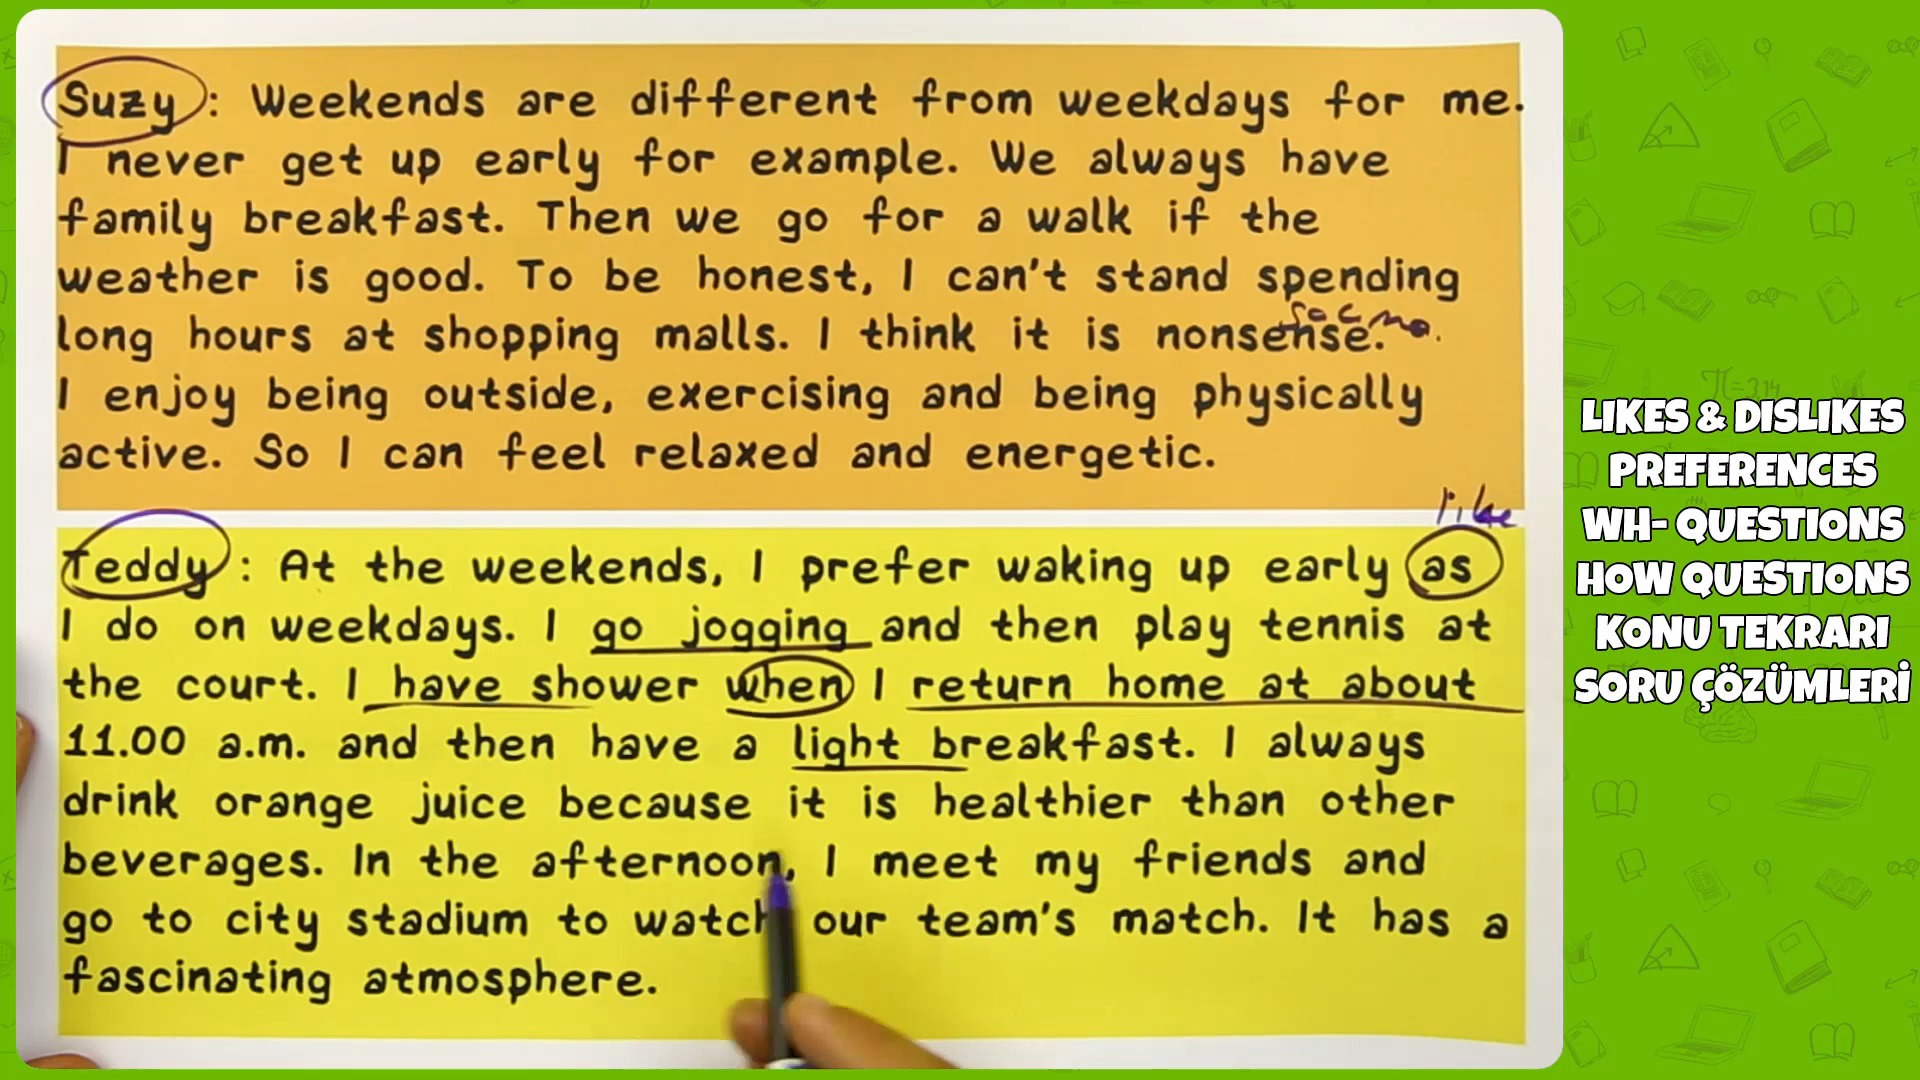 Suzy : Weekends are different from weekdays for me.
I never get up early for example. We always have
family breakfast. Then we go for a walk if the
weather is good. To be honest, I can't stand spending
long hours at shopping malls. I think it is nonsense.
I enjoy being outside, exercising and being physically
active. So I can feel relaxed and energetic.
like
Teddy : At the weekends, I prefer waking up early as
I do on weekdays. I go jogging and then play tennis at
the court. I have shower when I return home at about
11.00 a.m. and then have a light breakfast. I always
drink orange juice because it is healthier than other
beverages. In the afternoon, I meet my friends and
go to city stadium to watch our team's match. It has a
fascinating atmosphere.
LIKES & DISLIKES
PREFERENCES
WH- QUESTIONS
HOW QUESTIONS
KONU TEKRARI
SORU ÇÖZÜMLERİ